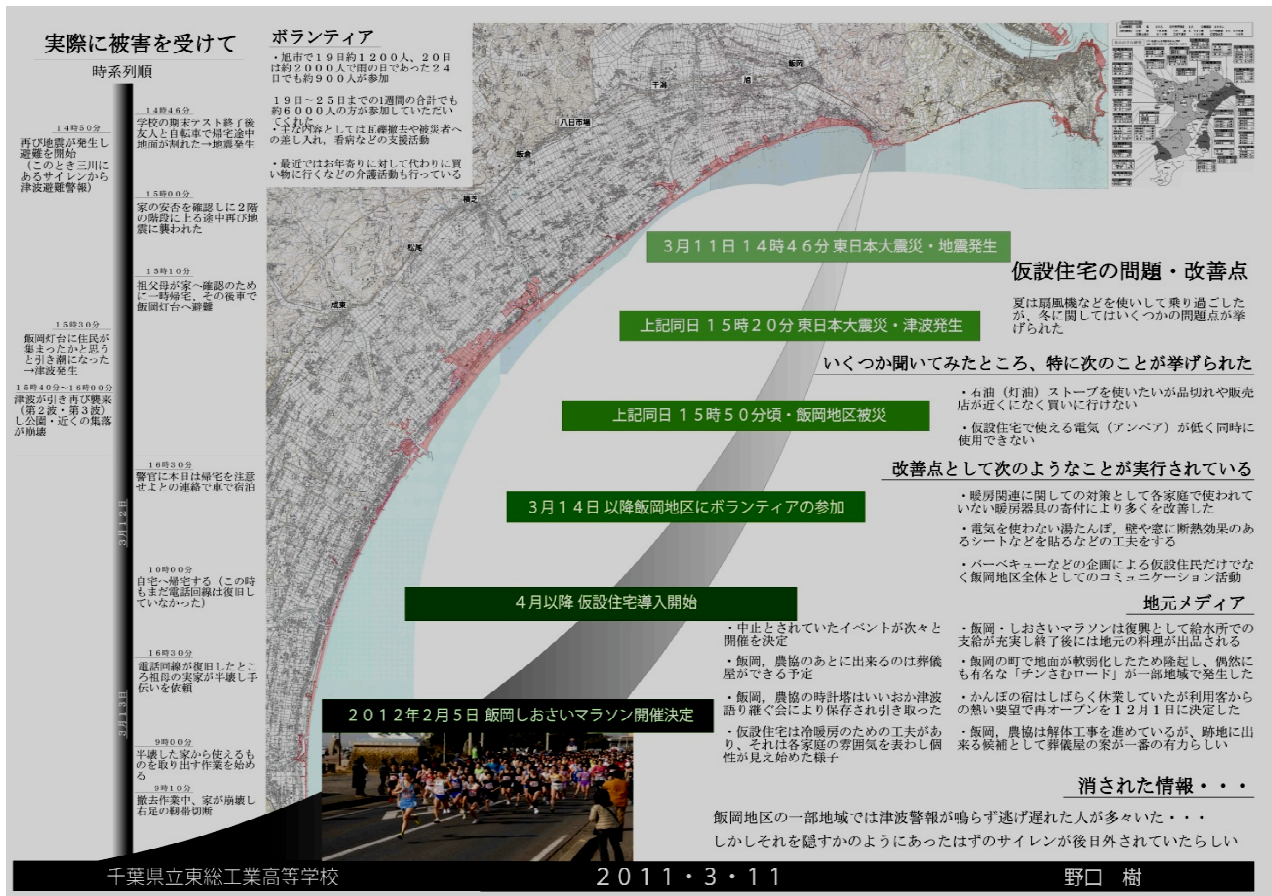 実際に被害を受けて
時系列順
14時46分
学校の期末テスト終了後
友人と自転車で帰宅途中
地面が割れた→地震発生
14時50分
再び地震が発生し
避難を開始
(このとき三川に
あるサイレンから
津波避難警報)
15時00分
家の安否を確認しに2階
の階段に上る途中再び地
震に襲われた
15時10分
祖父母が家へ確認のため
に一時帰宅,その後車で
飯岡灯台へ避難
15時30分
飯岡灯台に住民が
集まったかと思う
と引き潮になった
→津波発生
15時40分~16時00分
津波が引き再び襲来
(第2波・第3波)
し公園・近くの集落
が崩壊
16時30分
警官に本日は帰宅を注意
せよとの連絡で車で宿泊
3月12日
10時00分
自宅へ帰宅する(この時
もまだ電話回線は復旧し
ていなかった)
16時30分
電話回線が復旧したとこ
ろ祖母の実家が半壊し手
伝いを依頼
3月13日
9時00分
半壊した家から使えるも
のを取り出す作業を始め
る
9時10分
撤去作業中、家が崩壊し
右足の靱帯切断
ボランティア
・旭市で19日約1200人、20日
は約2000人で雨の日であった24
日でも約900人が参加
19日~25日までの1週間の合計でも
約6000人の方が参加していただい
てくれた
・主な内容としては瓦礫撤去や被災者へ
の差し入れ,看病などの支援活動
・最近ではお年寄りに対して代わりに買
い物に行くなどの介護活動も行っている
飯岡
旭
干潟
八日市場
飯倉
横芝
松尾
成東
3月11日 14時46分 東日本大震災・地震発生
上記同日 15時20分 東日本大震災・津波発生
上記同日 15時50分頃・飯岡地区被災
3月14日 以降飯岡地区にボランティアの参加
4月以降 仮設住宅導入開始
2012年2月5日 飯岡しおさいマラソン開催決定
仮設住宅の問題・改善点
夏は扇風機などを使いして乗り過ごした
が、冬に関してはいくつかの問題点が挙
げられた
いくつか聞いてみたところ、特に次のことが挙げられた
・石油(灯油)ストーブを使いたいが品切れや販売
店が近くになく買いに行けない
・仮設住宅で使える電気(アンペア)が低く同時に
使用できない
改善点として次のようなことが実行されている
・暖房関連に関しての対策として各家庭で使われて
いない暖房器具の寄付により多くを改善した
・電気を使わない湯たんぽ,壁や窓に断熱効果のあ
るシートなどを貼るなどの工夫をする
・バーベキューなどの企画による仮設住民だけでな
く飯岡地区全体としてのコミュニケーション活動
地元メディア
・中止とされていたイベントが次々と
開催を決定
・飯岡,農協のあとに出来るのは葬儀
屋ができる予定
・飯岡,農協の時計塔はいいおか津波
語り継ぐ会により保存され引き取った
・仮設住宅は冷暖房のための工夫があ
り、それは各家庭の雰囲気を表わし個
性が見え始めた様子
・飯岡・しおさいマラソンは復興として給水所での
支給が充実し終了後には地元の料理が出品される
・飯岡の町で地面が軟弱化したため隆起し、偶然に
も有名な「チンさむロード」が一部地域で発生した
・かんぽの宿はしばらく休業していたが利用客から
の熱い要望で再オープンを12月1日に決定した
・飯岡,農協は解体工事を進めているが、跡地に出
来る候補として葬儀屋の案が一番の有力らしい
消された情報・・・
飯岡地区の一部地域では津波警報が鳴らず逃げ遅れた人が多々いた・・・
しかしそれを隠すかのようにあったはずのサイレンが後日外されていたらしい
千葉県立東総工業高等学校
2011・3・11
野口 樹